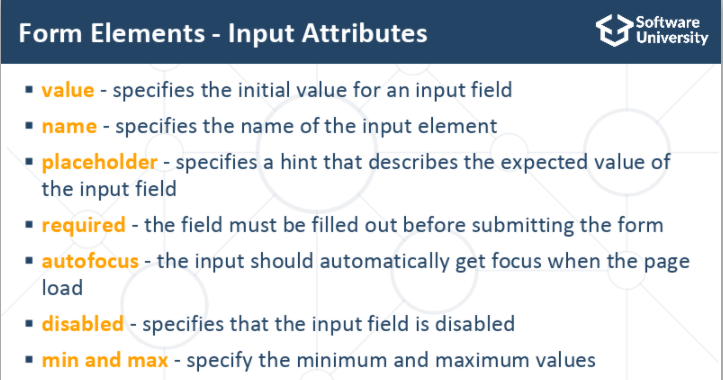 Form Elements - Input Attributes
Software
University
▪ value - specifies the initial value for an input field
▪ name - specifies the name of the input element
▪ placeholder - specifies a hint that describes the expected value of
the input field
▪ required - the field must be filled out before submitting the form
▪ autofocus - the input should automatically get focus when the page
load
▪ disabled - specifies that the input field is disabled
▪ min and max - specify the minimum and maximum values